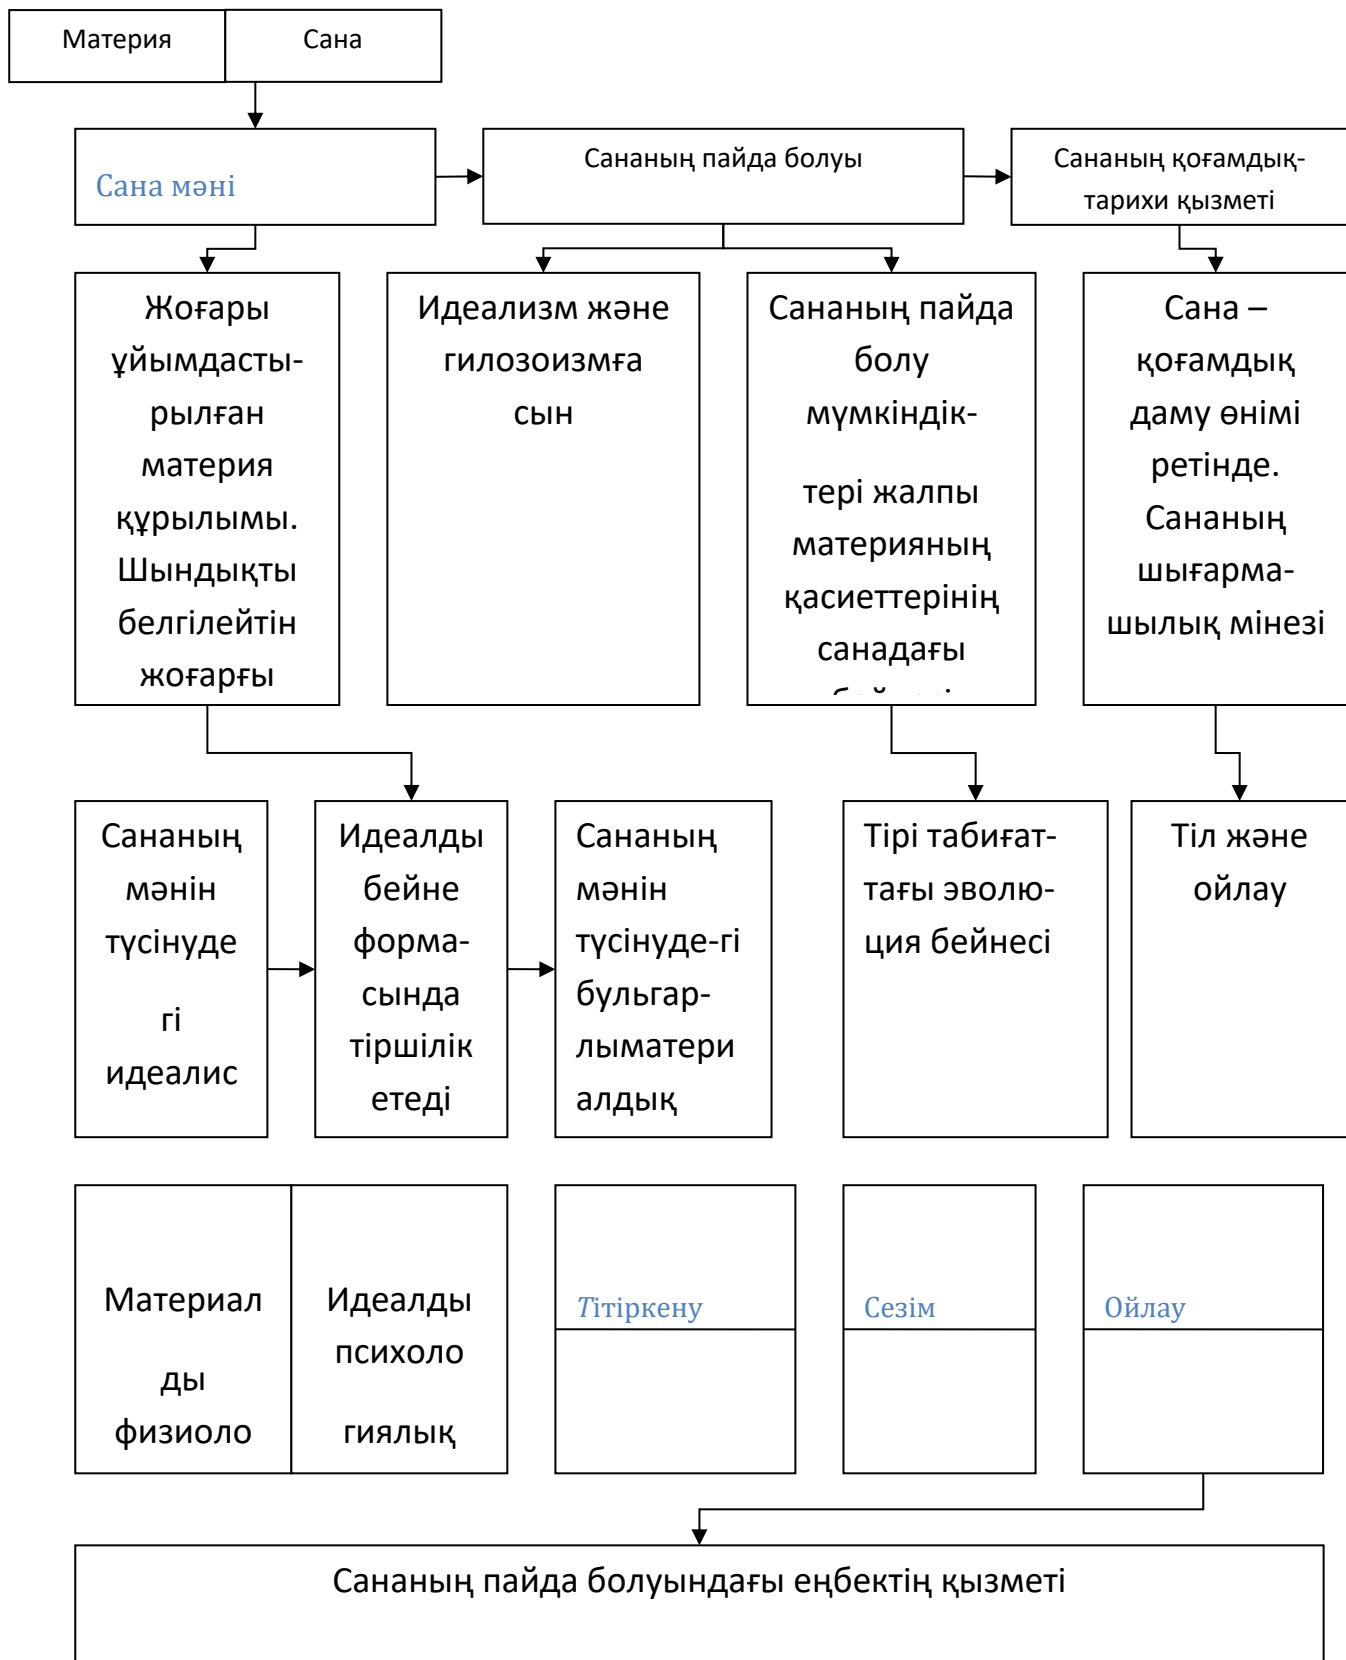 Материя
Сана
Сана мәні
Сананың пайда болуы
Сананың қоғамдық-
тарихи қызметі
Жоғары
ұйымдасты-
рылған
материя
құрылымы.
Шындықты
белгілейтін
жоғарғы
Идеализм және
гилозоизмға
сын
Сананың пайда
болу
мүмкіндік-
тері жалпы
материяның
қасиеттерінің
санадағы
Сана –
қоғамдық
даму өнімі
ретінде.
Сананың
шығарма-
шылық мінезі
Сананың
мәнін
түсінуде
гі
идеалис
Идеалды
бейне
форма-
сында
тіршілік
етеді
Сананың
мәнін
түсінуде-гі
бульгар-
лыматери
алдық
Тірі табиғат-
тағы эволю-
ция бейнесі
Тіл және
ойлау
Материал
ды
физиоло
Идеалды
психоло
гиялық
Тітіркену
Сезім
Ойлау
Сананың пайда болуындағы еңбектің қызметі